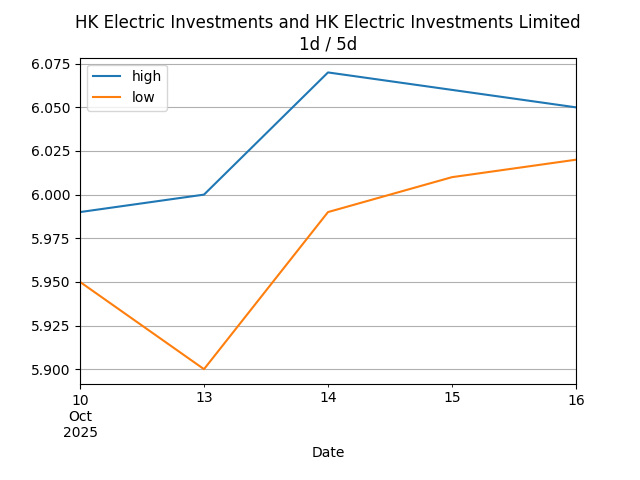 HK Electric Investments and HK Electric Investments Limited
1d / 5d
6.075
6.050
6.025
6.000
5.975
5.950
5.925
5.900
high
low
10
Oct
2025
13
14
15
16
Date